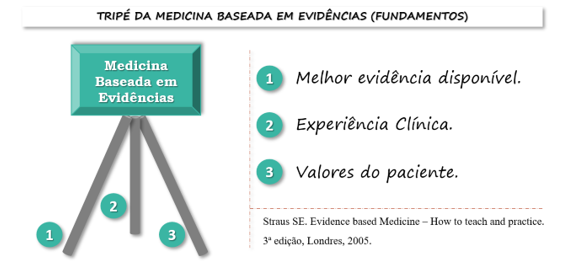 TRIPÉ DA MEDICINA BASEADA EM EVIDÊNCIAS (FUNDAMENTOS)
Medicina
Baseada em
Evidências
1 Melhor evidência disponível.
2 Experiência Clínica.
3 Valores do paciente.
2
1
3
Straus SE. Evidence based Medicine – How to teach and practice.
3ª edição, Londres, 2005.